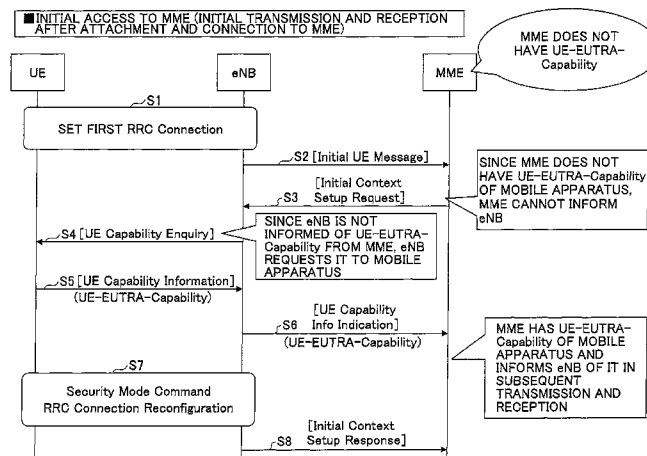 ■INITIAL ACCESS TO MME (INITIAL TRANSMISSION AND RECEPTION
AFTER ATTACHMENT AND CONNECTION TO MME)
MME DOES NOT
HAVE UE-EUTRA-
Capability
UE
eNB
MME
S1
SET FIRST RRC Connection
S2 [Initial UE Message]
[Initial Context
S3 Setup Request]
SINCE MME DOES NOT
HAVE UE-EUTRA-Capability
OF MOBILE APPARATUS,
MME CANNOT INFORM
eNB
S4 [UE Capability Enquiry]
SINCE eNB IS NOT
INFORMED OF UE-EUTRA-
Capability FROM MME, eNB
REQUESTS IT TO MOBILE
APPARATUS
S5 [UE Capability Information]
(UE-EUTRA-Capability)
[UE Capability
S6 Info Indication]
(UE-EUTRA-Capability)
MME HAS UE-EUTRA-
Capability OF MOBILE
APPARATUS AND
INFORMS eNB OF IT IN
SUBSEQUENT
TRANSMISSION AND
RECEPTION
S7
Security Mode Command
RRC Connection Reconfiguration
[Initial Context
S8 Setup Response]